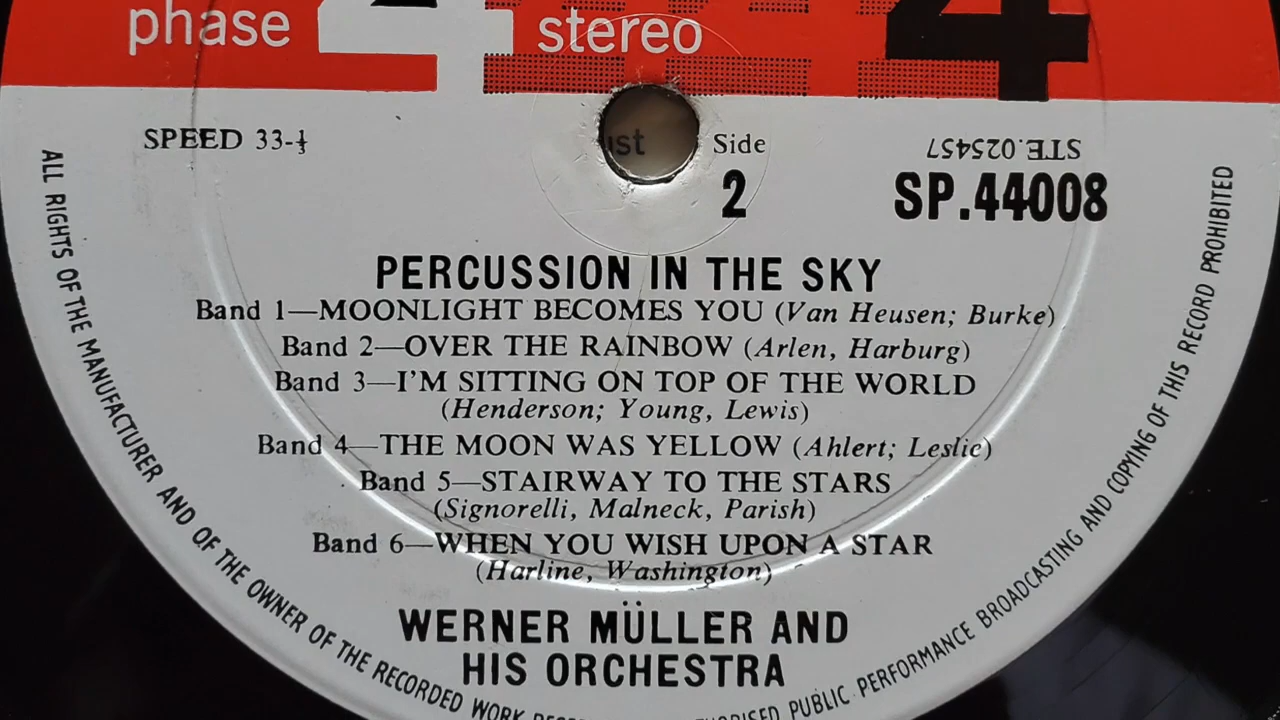 phase 4 stereo
SPEED 33-⅓
Side
2
STE.025457
SP.44008
PERCUSSION IN THE SKY
Band 1—MOONLIGHT BECOMES YOU (Van Heusen; Burke)
Band 2—OVER THE RAINBOW (Arlen, Harburg)
Band 3—I'M SITTING ON TOP OF THE WORLD
(Henderson; Young, Lewis)
Band 4—THE MOON WAS YELLOW (Ahlert; Leslie)
Band 5—STAIRWAY TO THE STARS
(Signorelli, Malneck, Parish)
Band 6—WHEN YOU WISH UPON A STAR
(Harline, Washington)
WERNER MÜLLER AND
HIS ORCHESTRA
ALL RIGHTS OF THE MANUFACTURER AND OF THE OWNER OF THE RECORDED WORK
PUBLIC PERFORMANCE BROADCASTING AND COPYING OF THIS RECORD PROHIBITED